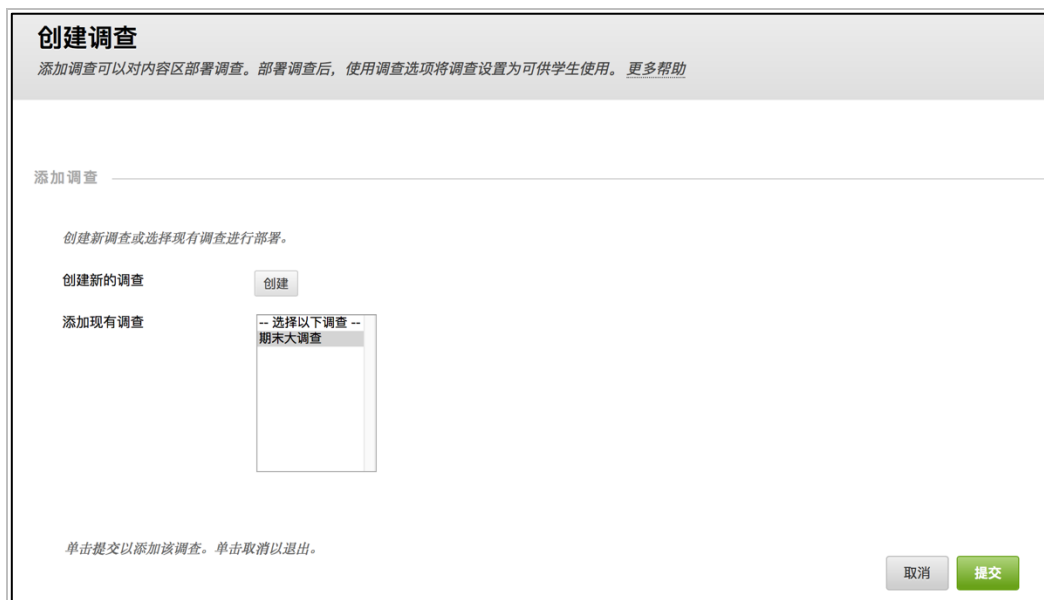 创建调查
添加调查可以对内容区部署调查。部署调查后，使用调查选项将调查设置为可供学生使用。 更多帮助
添加调查
创建新调查或选择现有调查进行部署。
创建新的调查 创建
添加现有调查
-- 选择以下调查 --
期末大调查
单击提交以添加该调查。单击取消以退出。
取消 提交